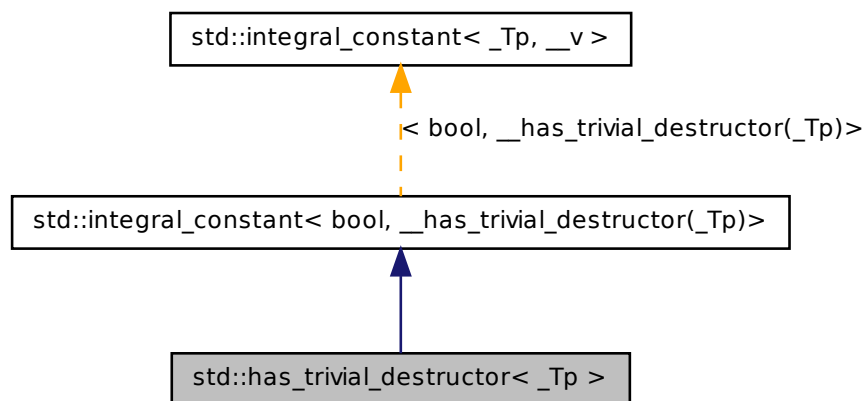 std::integral_constant< _Tp, __v >
< bool, __has_trivial_destructor(_Tp)>
std::integral_constant< bool, __has_trivial_destructor(_Tp)>
std::has_trivial_destructor< _Tp >